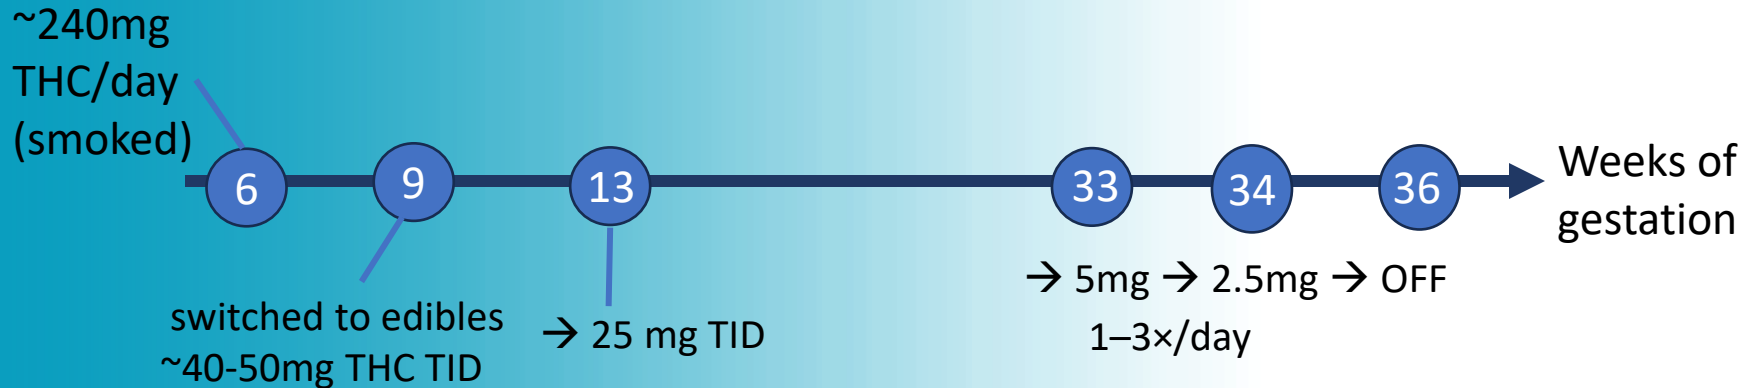 ~240mg
THC/day
(smoked)
6
9
13
33
34
36
Weeks of
gestation
switched to edibles
~40-50mg THC TID
→ 25 mg TID
→ 5mg → 2.5mg → OFF
1–3×/day